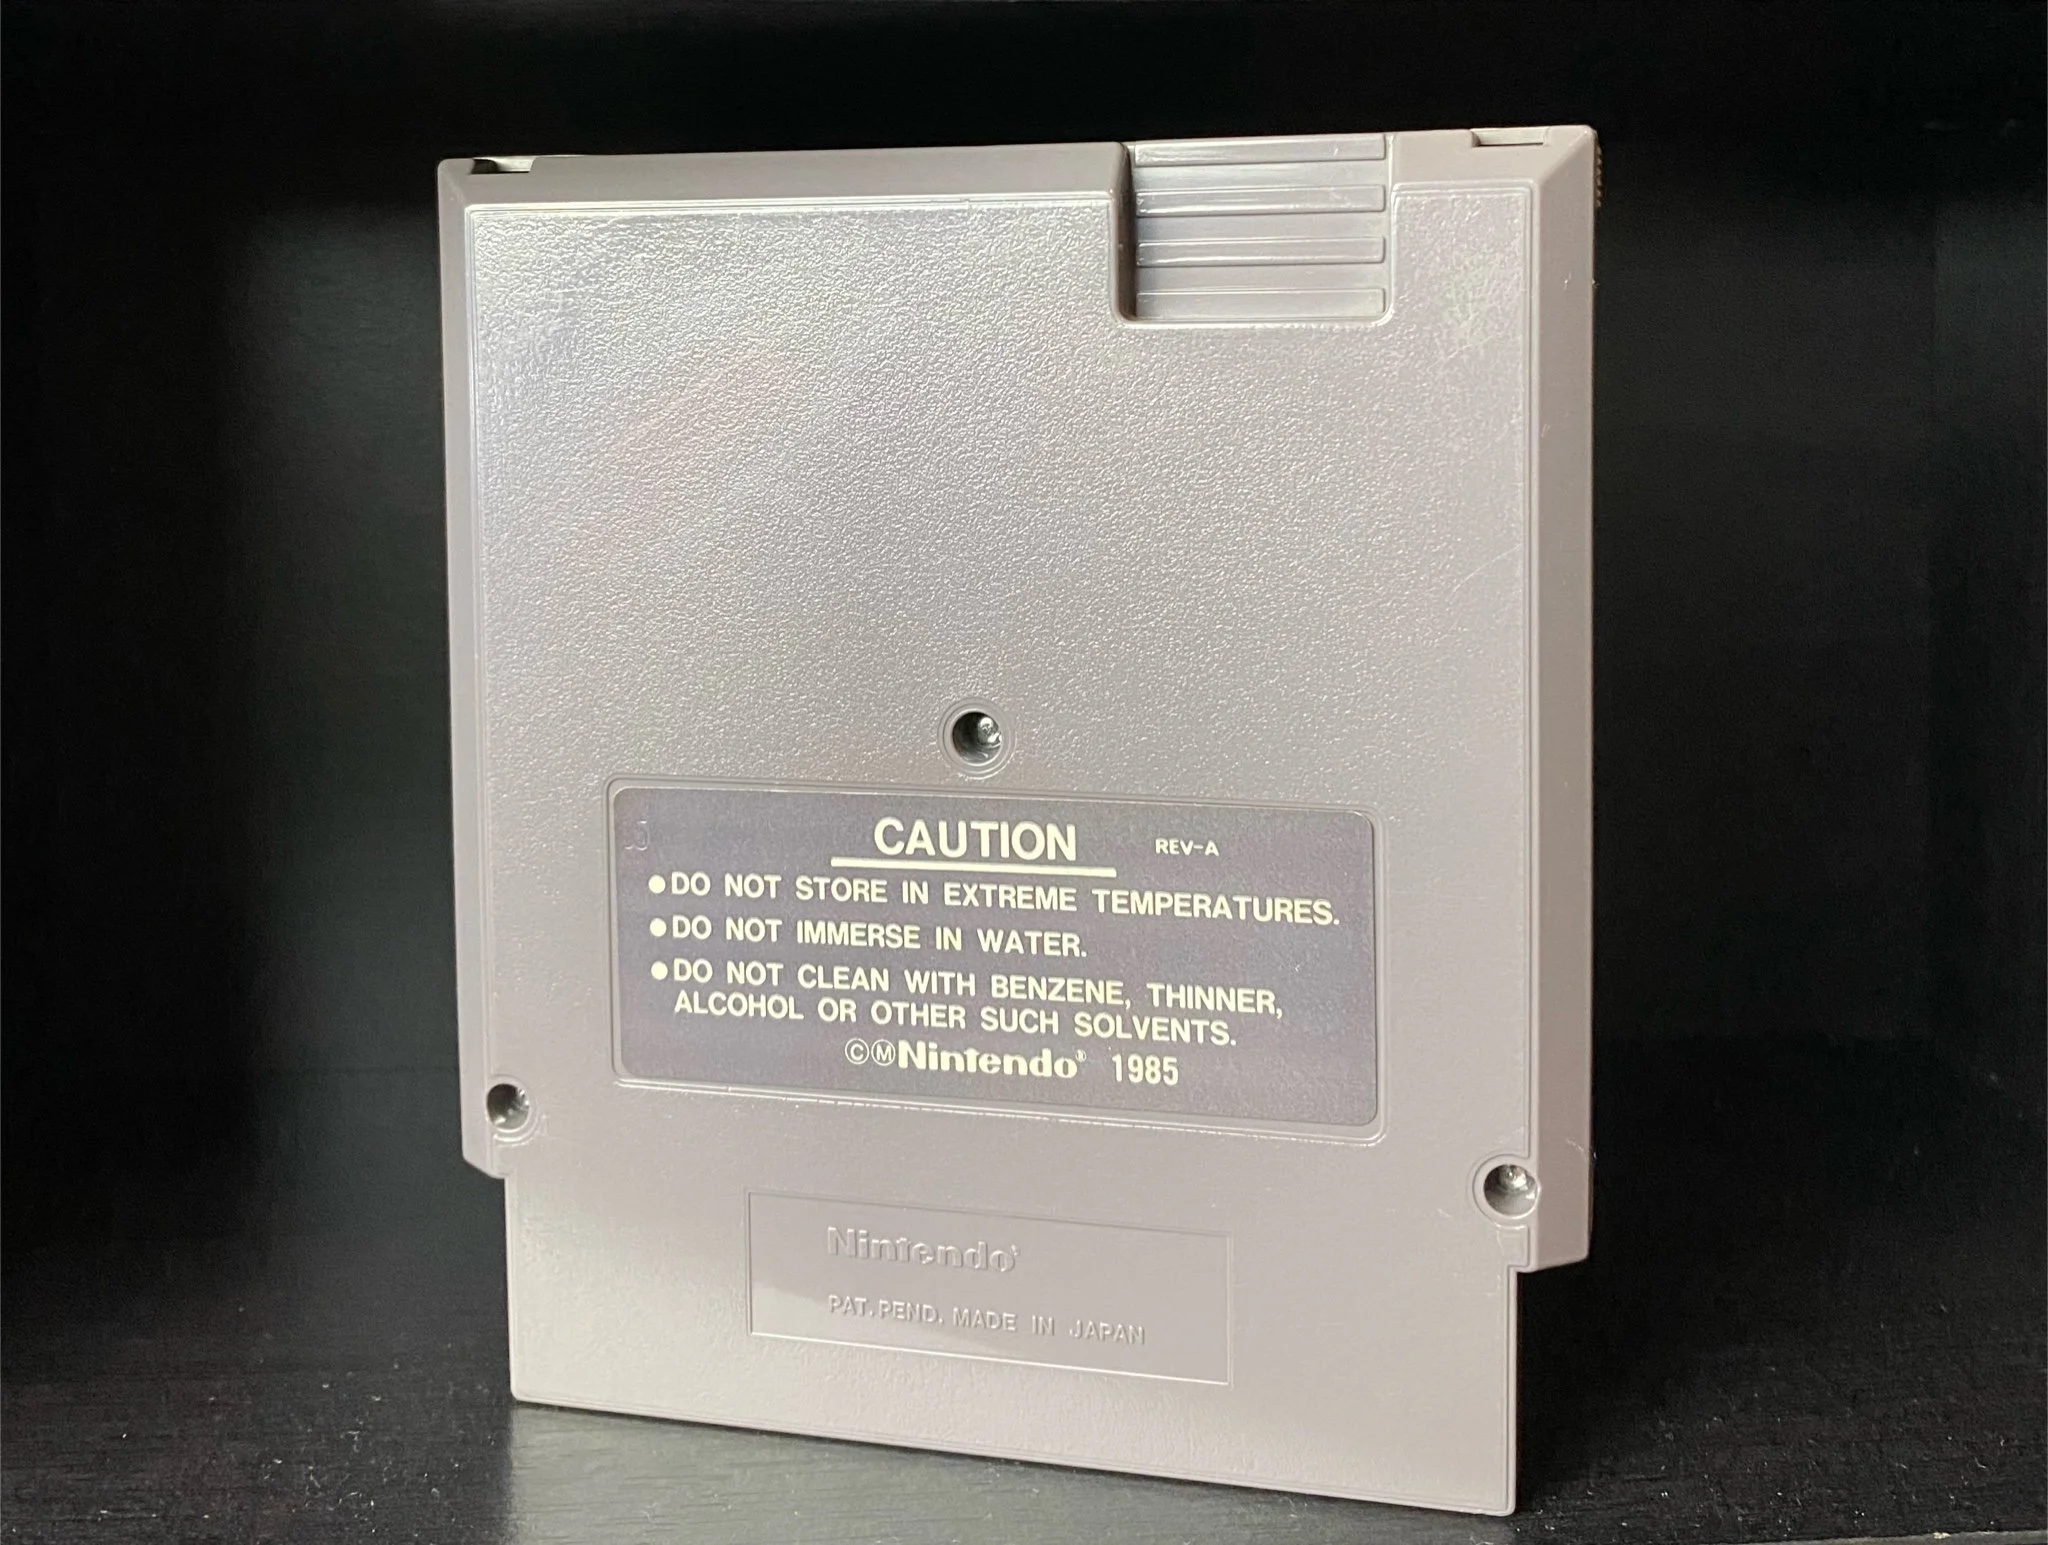 CAUTION REV-A
●DO NOT STORE IN EXTREME TEMPERATURES.
●DO NOT IMMERSE IN WATER.
●DO NOT CLEAN WITH BENZENE, THINNER,
ALCOHOL OR OTHER SUCH SOLVENTS.
©ⓂNintendo® 1985
Nintendo®
PAT. PEND. MADE IN JAPAN